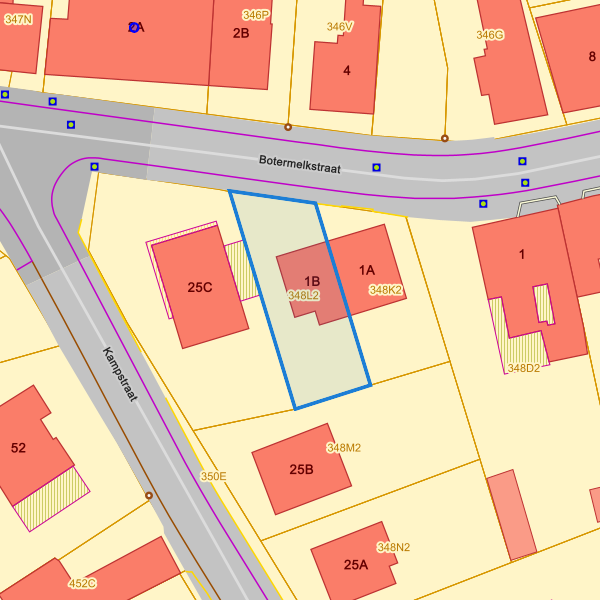 347N
2A
346P
2B
346V
4
346G
8
Botermelkstraat
25C
1B
348L2
1A
348K2
1
348D2
Kampstraat
52
350E
25B
348M2
25A
348N2
452C